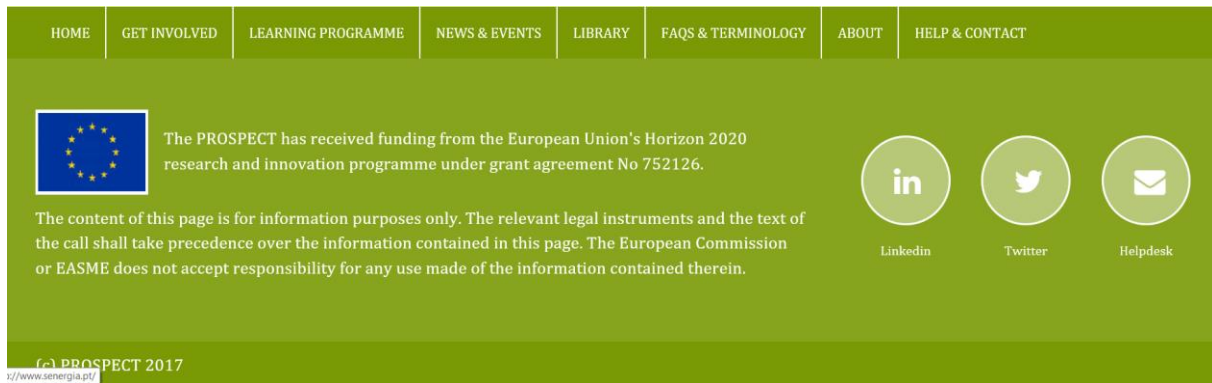 HOME GET INVOLVED LEARNING PROGRAMME NEWS & EVENTS LIBRARY FAQS & TERMINOLOGY ABOUT HELP & CONTACT
The PROSPECT has received funding from the European Union's Horizon 2020
research and innovation programme under grant agreement No 752126.
The content of this page is for information purposes only. The relevant legal instruments and the text of
the call shall take precedence over the information contained in this page. The European Commission
or EASME does not accept responsibility for any use made of the information contained therein.
in
Linkedin Twitter Helpdesk
(c) PROSPECT 2017
://www.senergia.pt/